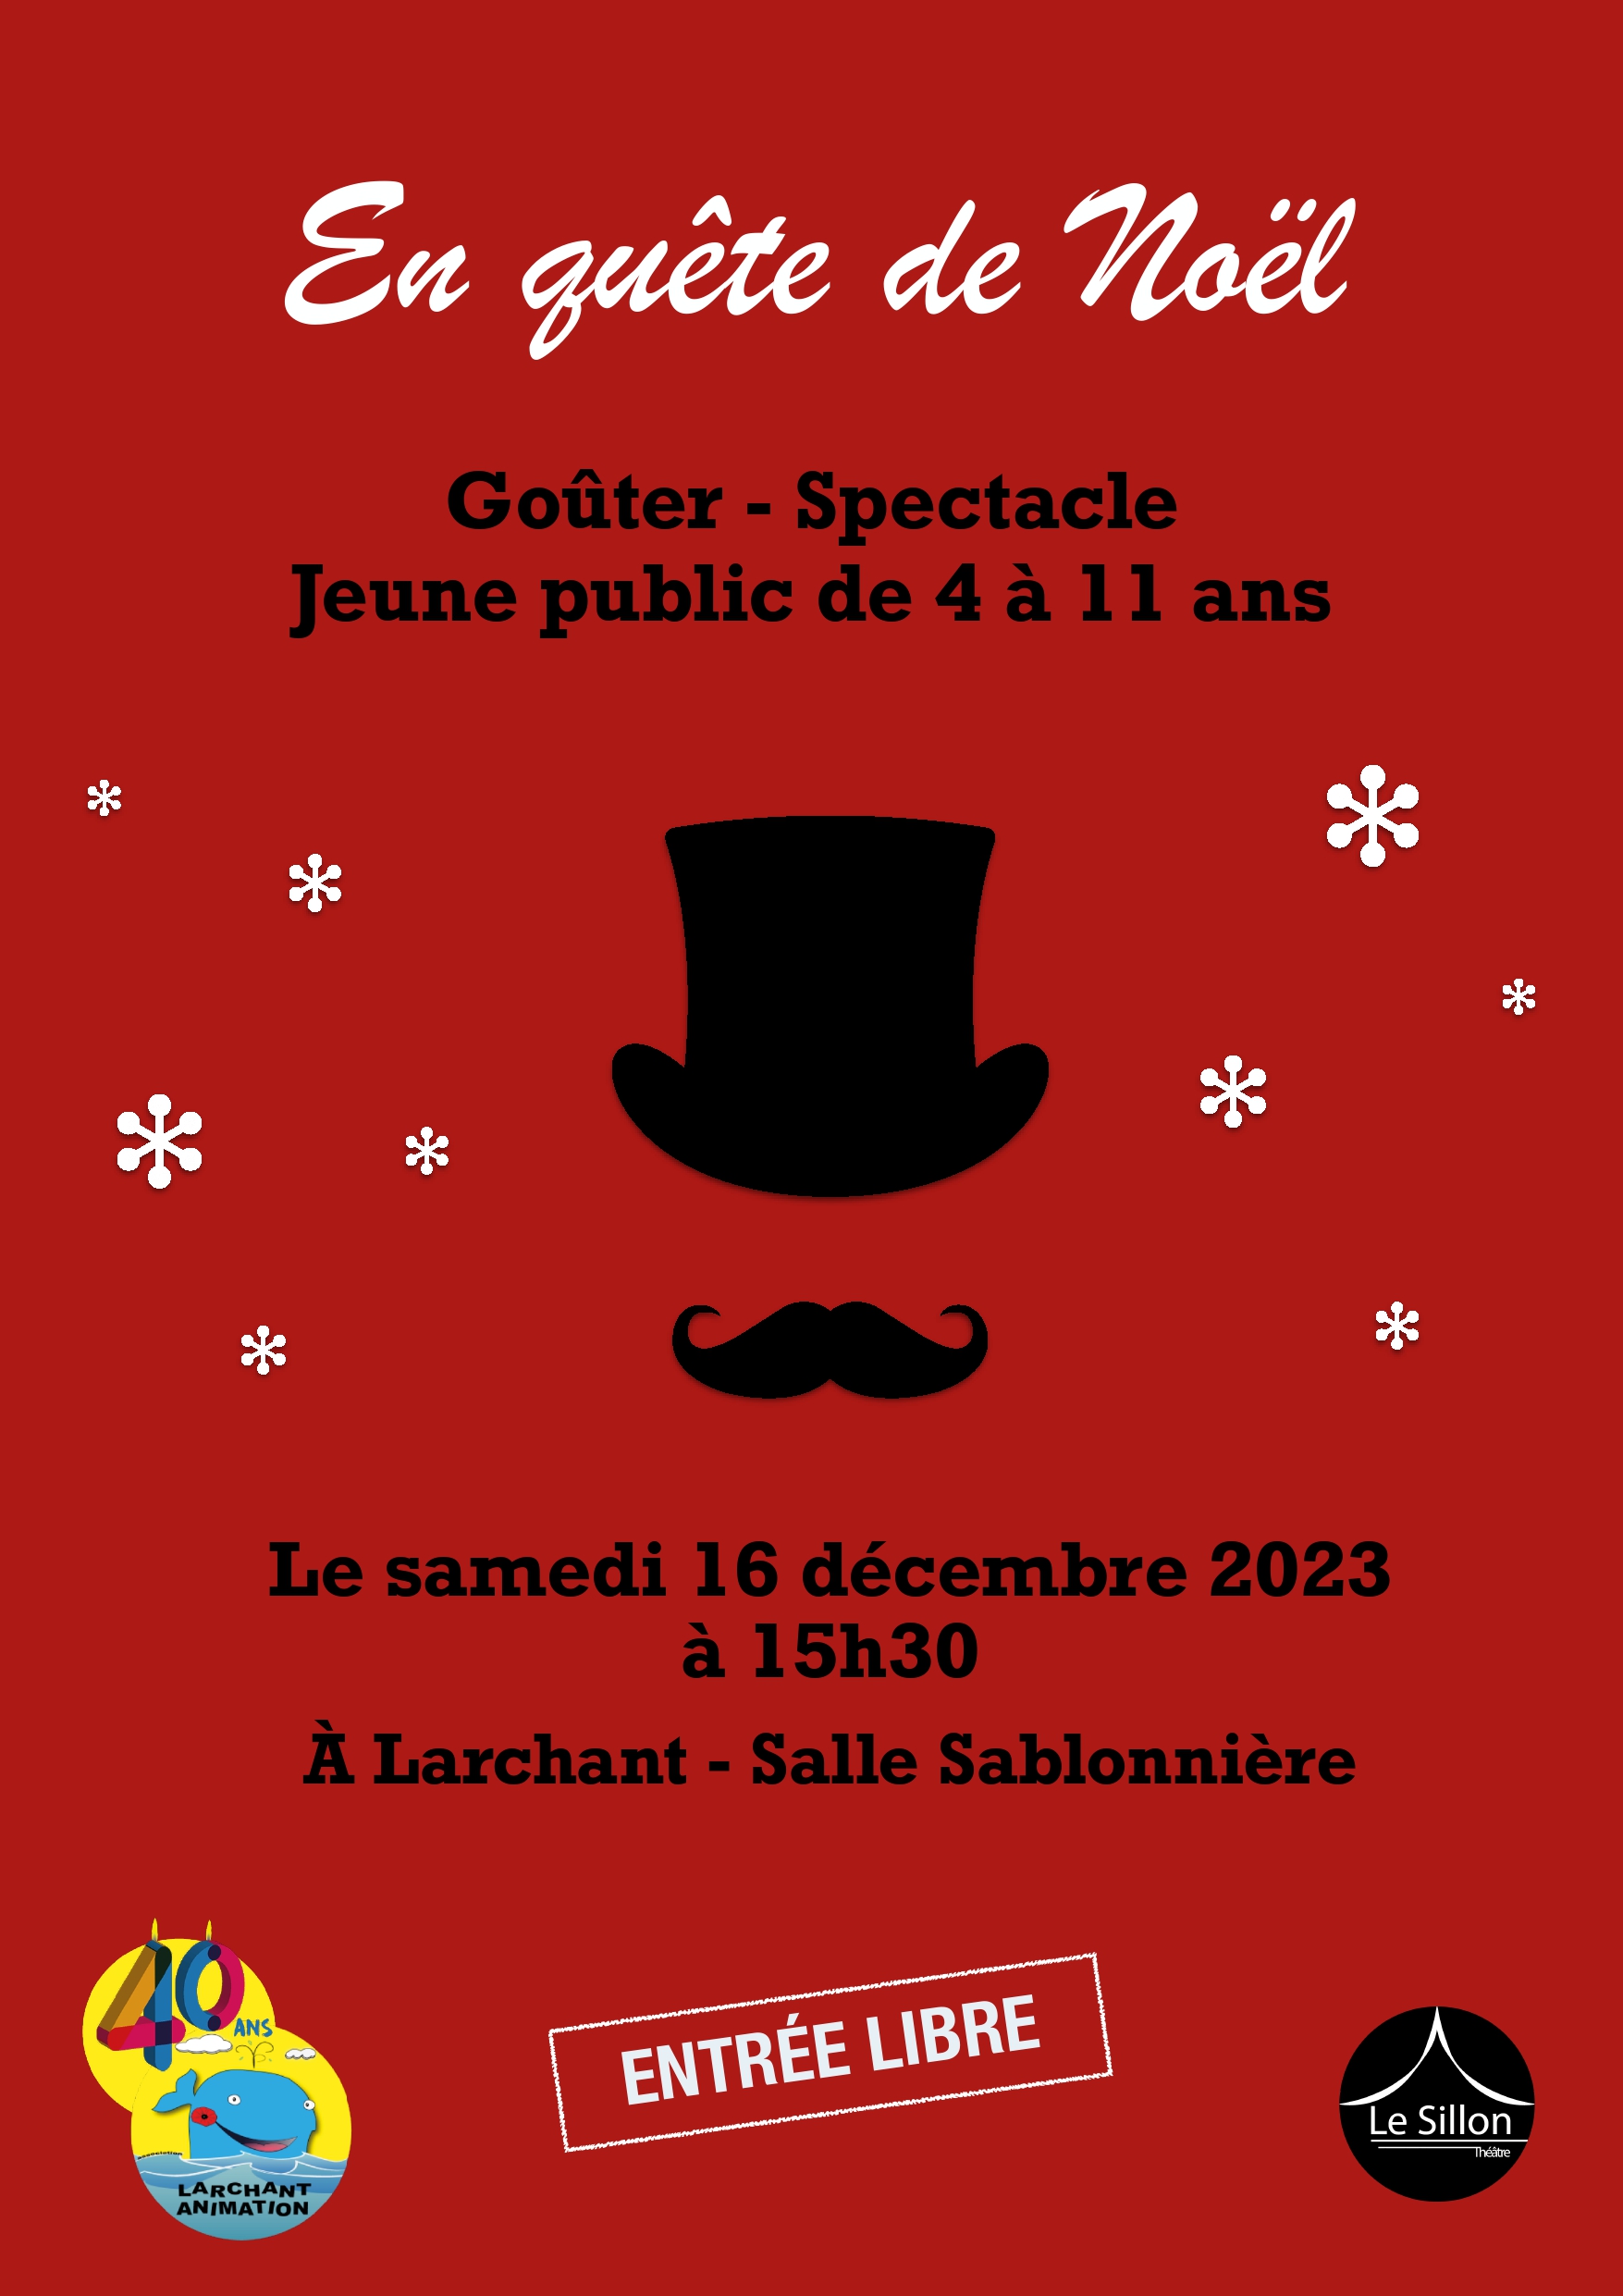 En quête de Noël
Goûter - Spectacle
Jeune public de 4 à 11 ans
Le samedi 16 décembre 2023
à 15h30
À Larchant - Salle Sablonnière
40
ANS
association
LARCHANT
ANIMATION
ENTRÉE LIBRE
Le Sillon
Théâtre